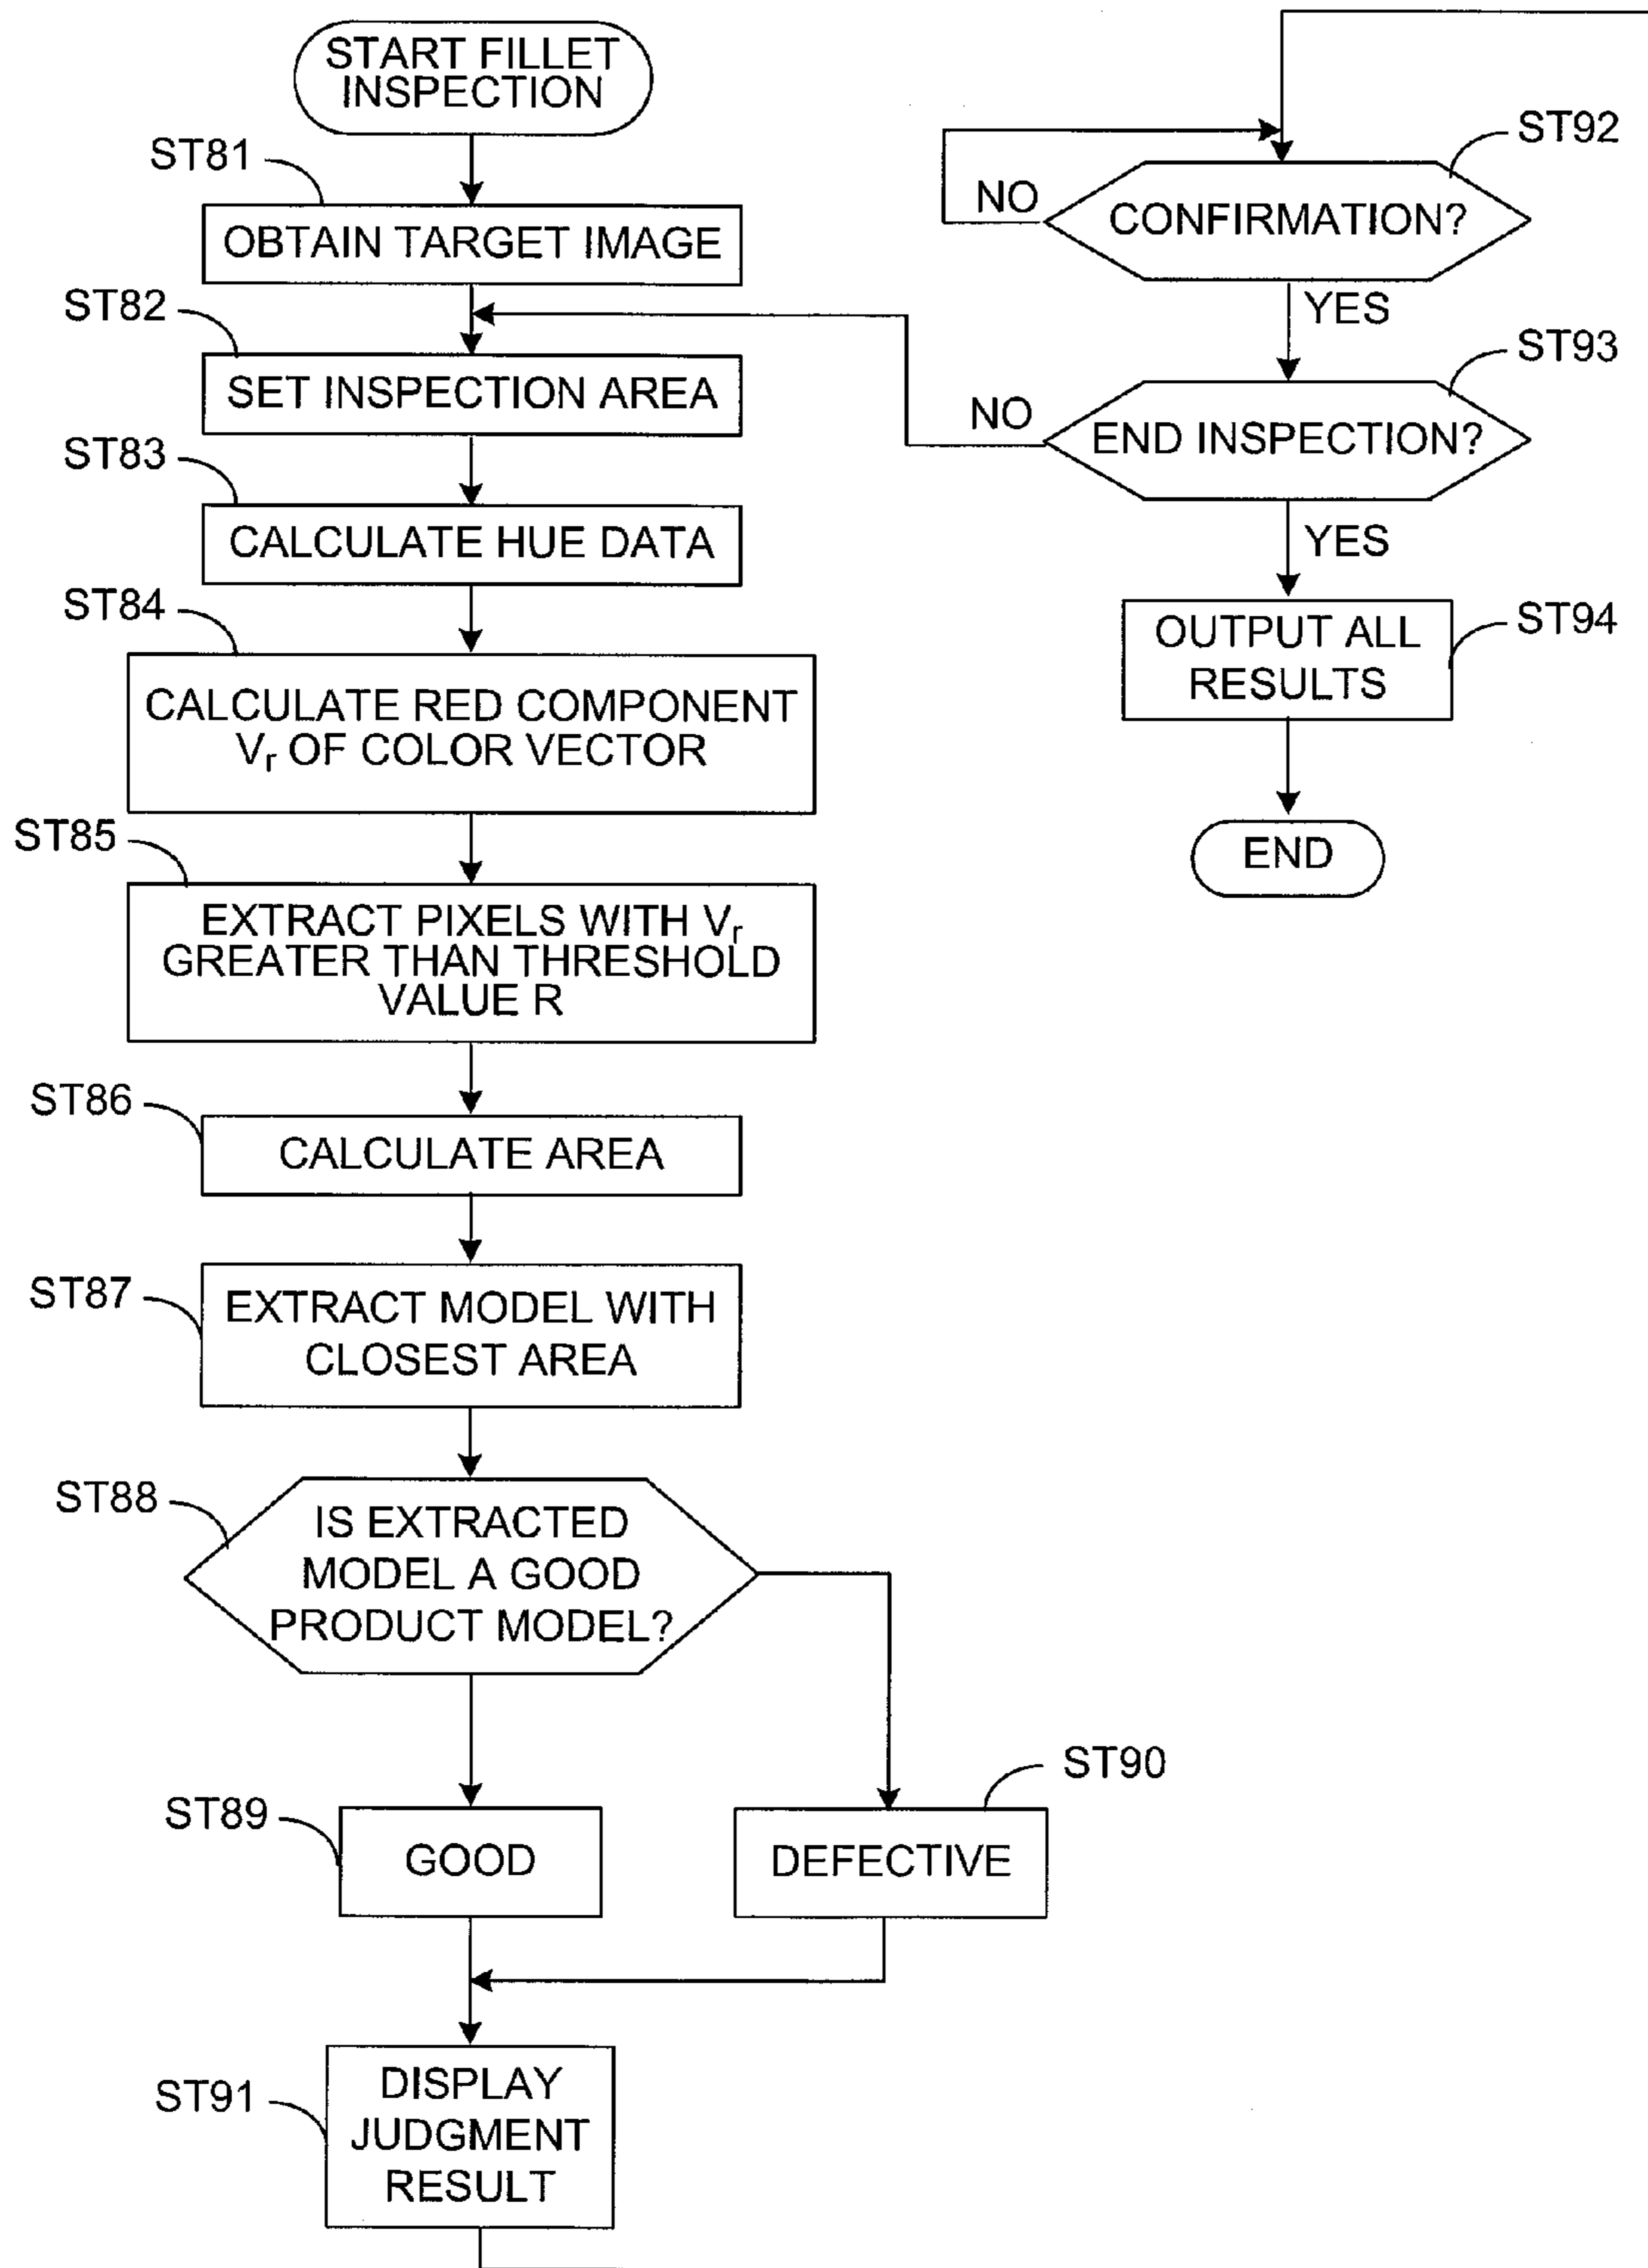 START FILLET
INSPECTION
ST81
OBTAIN TARGET IMAGE
ST82
SET INSPECTION AREA
ST83
CALCULATE HUE DATA
ST84
CALCULATE RED COMPONENT
Vr OF COLOR VECTOR
ST85
EXTRACT PIXELS WITH Vr
GREATER THAN THRESHOLD
VALUE R
ST86
CALCULATE AREA
ST87
EXTRACT MODEL WITH
CLOSEST AREA
ST88
IS EXTRACTED
MODEL A GOOD
PRODUCT MODEL?
ST89
GOOD
ST90
DEFECTIVE
ST91
DISPLAY
JUDGMENT
RESULT
ST92
NO
CONFIRMATION?
YES
ST93
NO
END INSPECTION?
YES
ST94
OUTPUT ALL
RESULTS
END